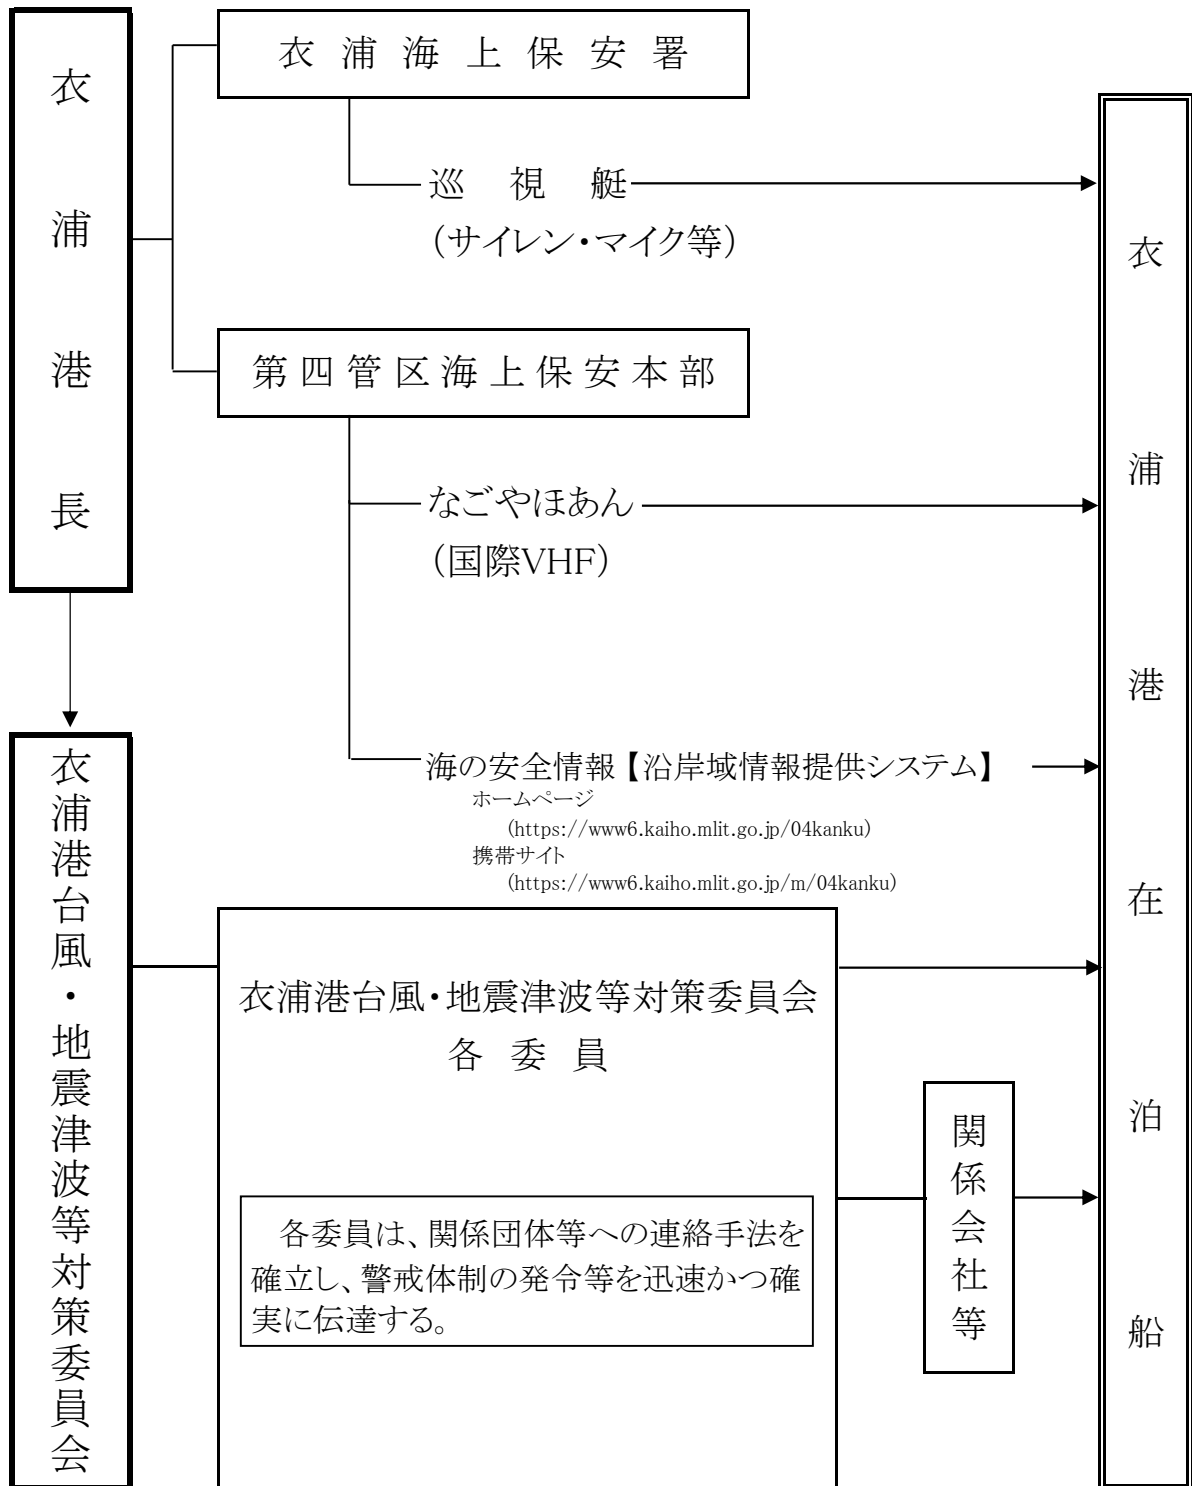 衣浦港長
衣浦海上保安署
巡視艇
（サイレン・マイク等）
第四管区海上保安本部
なごやほあん
（国際VHF）
海の安全情報【沿岸域情報提供システム】
ホームページ
(https://www6.kaiho.mlit.go.jp/04kanku)
携帯サイト
(https://www6.kaiho.mlit.go.jp/m/04kanku)
衣浦港台風・地震津波等対策委員会
衣浦港台風・地震津波等対策委員会
各委員
各委員は、関係団体等への連絡手法を
確立し、警戒体制の発令等を迅速かつ確
実に伝達する。
関係会社等
衣浦港在泊船